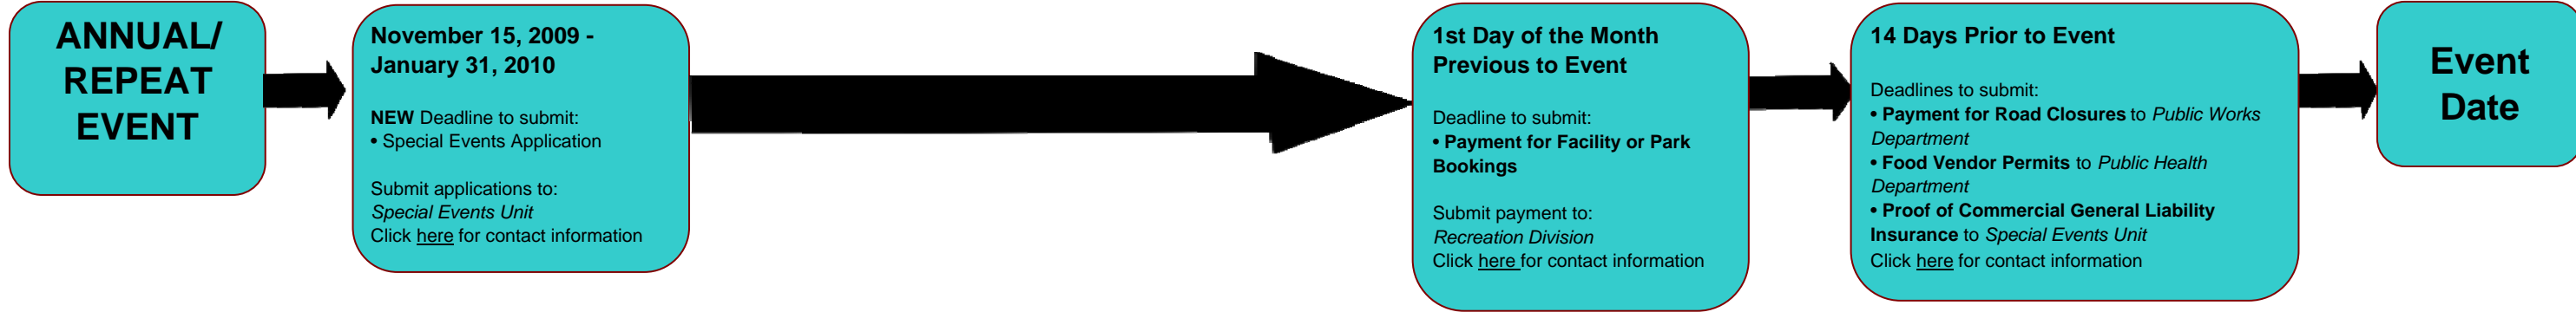 ANNUAL/
REPEAT
EVENT
November 15, 2009 -
January 31, 2010
NEW Deadline to submit:
• Special Events Application
Submit applications to:
Special Events Unit
Click here for contact information
1st Day of the Month
Previous to Event
Deadline to submit:
• Payment for Facility or Park
Bookings
Submit payment to:
Recreation Division
Click here for contact information
14 Days Prior to Event
Deadlines to submit:
• Payment for Road Closures to Public Works
Department
• Food Vendor Permits to Public Health
Department
• Proof of Commercial General Liability
Insurance to Special Events Unit
Click here for contact information
Event
Date